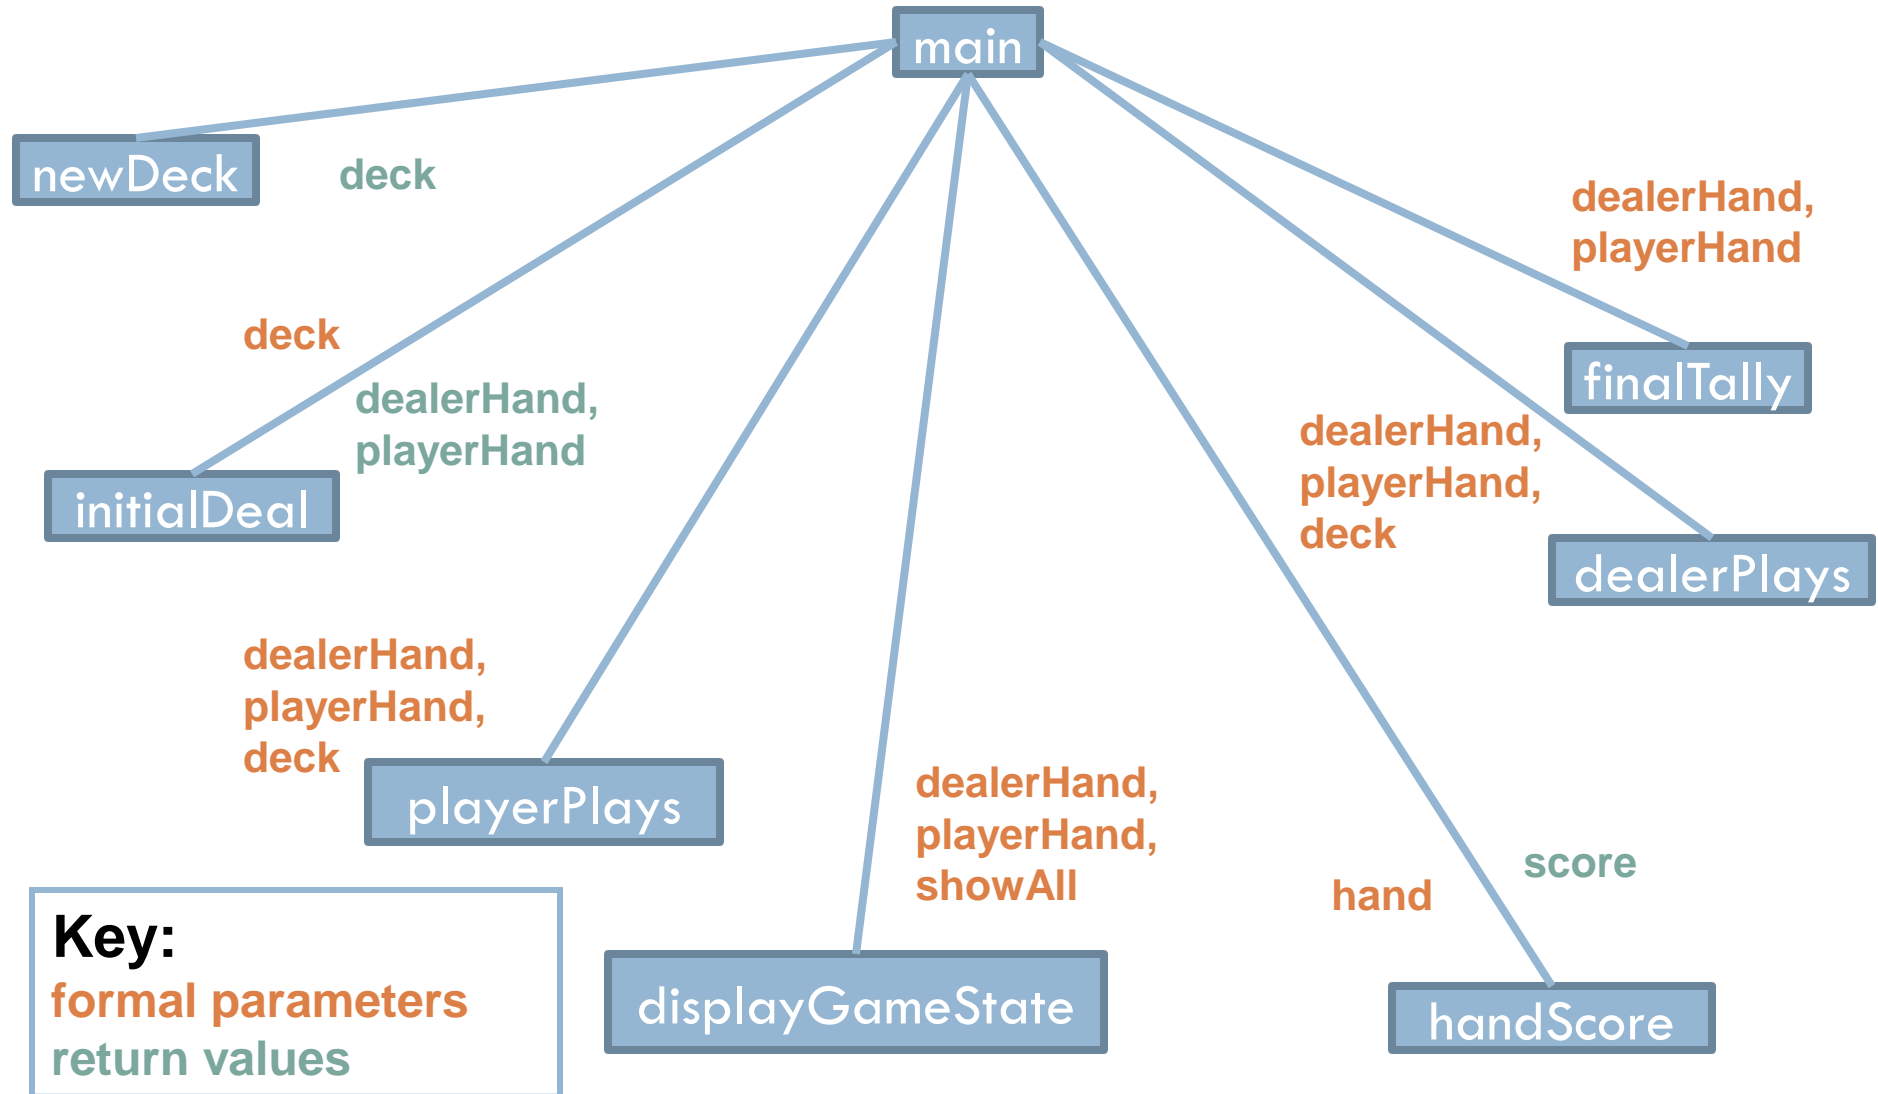 main
newDeck
deck
dealerHand,
playerHand
deck
finalTally
dealerHand,
playerHand
initialDeal
dealerHand,
playerHand,
deck
dealerPlays
dealerHand,
playerHand,
deck
playerPlays
dealerHand,
playerHand,
showAll
score
hand
displayGameState
handScore
Key:
formal parameters
return values